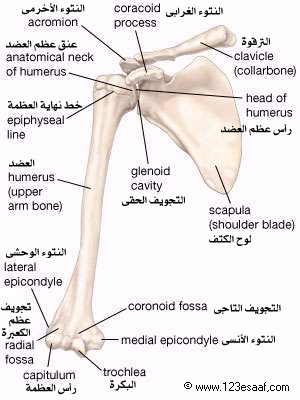 النتوء الأخرمى
acromion
النتوء الغرابى
coracoid
process
الترقوة
clavicle
(collarbone)
عنق عظم العضد
anatomical neck
of humerus
خط نهاية العظمة
epiphyseal
line
head of
humerus
رأس عظم العضد
glenoid
cavity
التجويف الحقى
العضد
humerus
(upper
arm bone)
scapula
(shoulder blade)
لوح الكتف
النتوء الوحشى
lateral
epicondyle
coronoid fossa
التجويف التاجى
تجويف
عظم
الكعبرة
radial
fossa
medial epicondyle
النتوء الأنسى
capitulum
رأس العظمة
trochlea
البكرة
© www.123esaaf.com